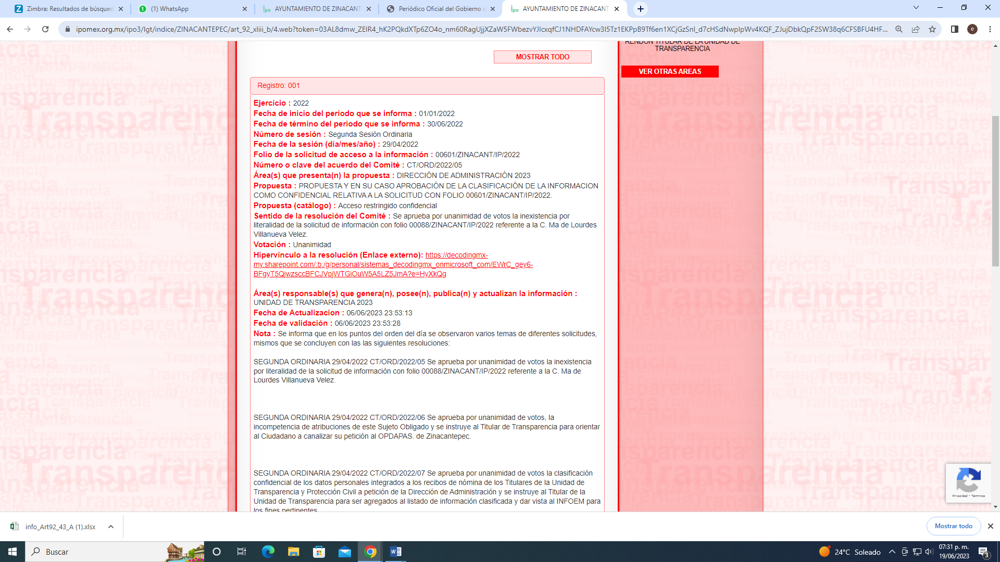 Zimbra: Resultados de búsqued
(1) WhatsApp
AYUNTAMIENTO DE ZINACANT
Periódico Oficial del Gobierno
AYUNTAMIENTO DE ZINACANT
RENDON TITULAR DE LA UNIDAD DE
TRANSPARENCIA
MOSTRAR TODO
VER OTRAS AREAS
Registro: 001
Ejercicio : 2022
Fecha de inicio del periodo que se informa : 01/01/2022
Fecha de término del periodo que se informa : 30/06/2022
Número de sesión : Segunda Sesión Ordinaria
Fecha de la sesión (día/mes/año) : 29/04/2022
Folio de la solicitud de acceso a la información : 00601/ZINACANT/IP/2022
Número o clave del acuerdo del Comité : CT/ORD/2022/05
Área(s) que presenta(n) la propuesta : DIRECCIÓN DE ADMINISTRACIÓN 2023
Propuesta : PROPUESTA Y EN SU CASO APROBACIÓN DE LA CLASIFICACIÓN DE LA INFORMACION
COMO CONFIDENCIAL RELATIVA A LA SOLICITUD CON FOLIO 00601/ZINACANT/IP/2022.
Propuesta (catálogo) : Acceso restringido confidencial
Sentido de la resolución del Comité : Se aprueba por unanimidad de votos la inexistencia por
literalidad de la solicitud de información con folio 00088/ZINACANT/IP/2022 referente a la C. Ma de Lourdes
Villanueva Velez.
Votación : Unanimidad
Hipervínculo a la resolución (Enlace externo): https://decodingmx-
my.sharepoint.com/:b:/g/personal/sistemas_decodingmx_onmicrosoft_com/EWrC_gey6-
BFgyT5QjwzsccBFCJVpjWTGiOuW5A5LZ5JmA?e=HyXkQg
Área(s) responsable(s) que genera(n), posee(n), publica(n) y actualizan la información :
UNIDAD DE TRANSPARENCIA 2023
Fecha de Actualizacion : 06/06/2023 23:53:13
Fecha de validación : 06/06/2023 23:53:28
Nota : Se informa que en los puntos del orden del día se observaron varios temas de diferentes solicitudes,
mismos que se concluyen con las las siguientes resoluciones:
SEGUNDA ORDINARIA 29/04/2022 CT/ORD/2022/05 Se aprueba por unanimidad de votos la inexistencia
por literalidad de la solicitud de información con folio 00088/ZINACANT/IP/2022 referente a la C. Ma de
Lourdes Villanueva Velez.
SEGUNDA ORDINARIA 29/04/2022 CT/ORD/2022/06 Se aprueba por unanimidad de votos, la
incompetencia de atribuciones de este Sujeto Obligado y se instruye al Titular de Transparencia para orientar
al Ciudadano a canalizar su petición al OPDAPAS. de Zinacantepec.
SEGUNDA ORDINARIA 29/04/2022 CT/ORD/2022/07 Se aprueba por unanimidad de votos la clasificación
confidencial de los datos personales integrados a los recibos de nómina de los Titulares de la Unidad de
Transparencia y Protección Civil a petición de la Dirección de Administración y se instruye al Titular de la
Unidad de Transparencia para ser agregados al listado de información clasificada y dar vista al INFOEM para
los fines pertinentes
Privacidad - Términos
info_Art92_43_A (1).xlsx
Mostrar todo
Buscar
24°C Soleado
07:31 p. m.
19/06/2023
3